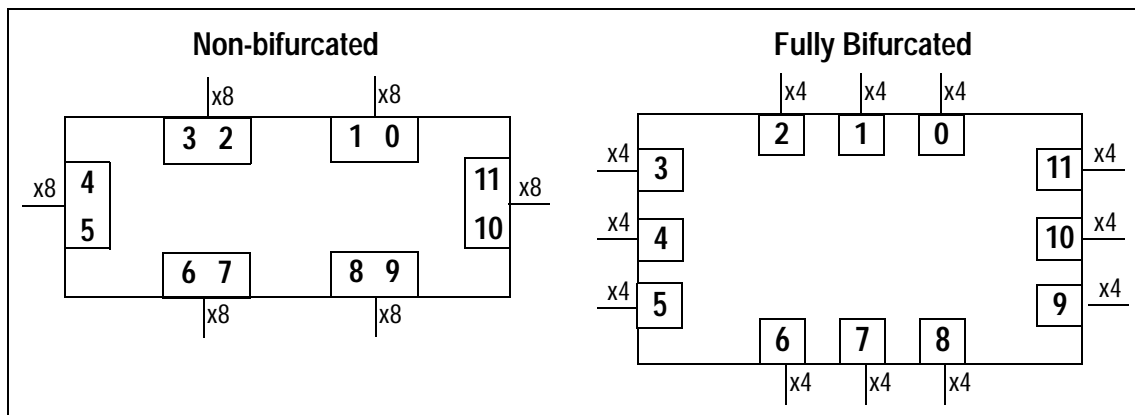 Non-bifurcated
x8 x8
3 2 1 0
x8 4 11 x8
5 10
6 7 8 9
x8 x8
Fully Bifurcated
x4 x4 x4
2 1 0
x4 3 11 x4
x4 4 10 x4
x4 5 9 x4
6 7 8
x4 x4 x4